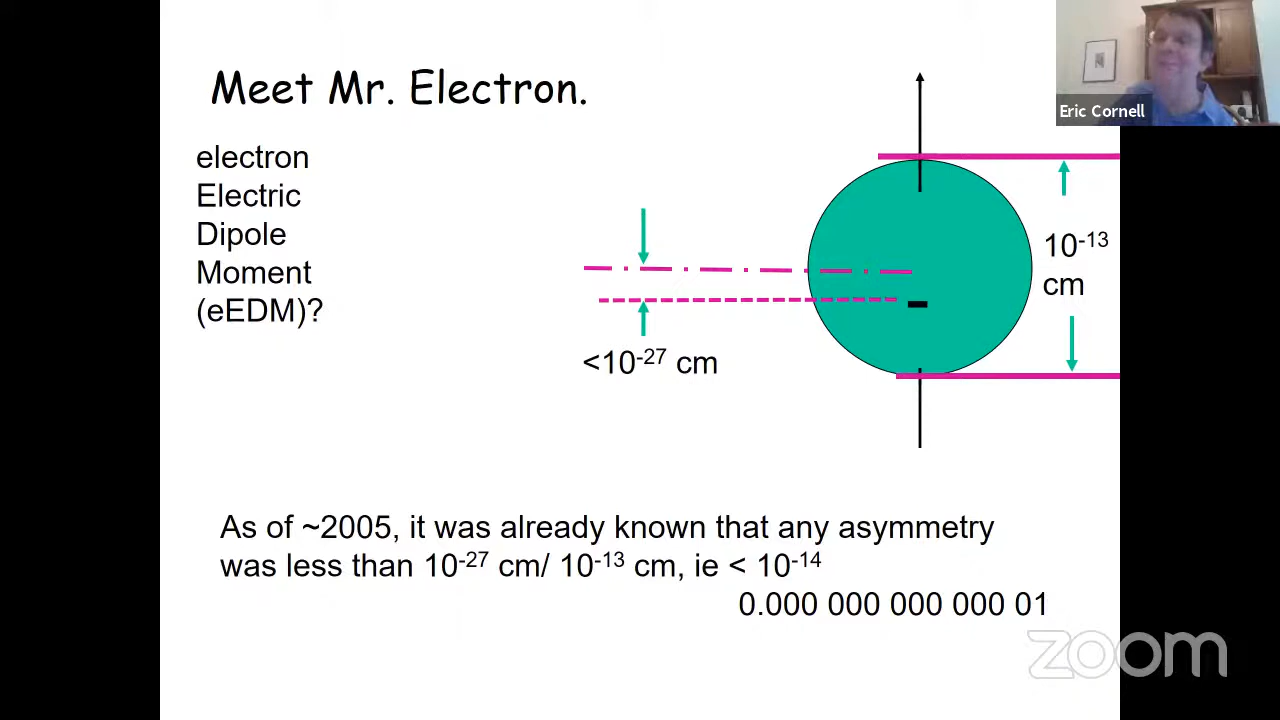 Meet Mr. Electron.
Eric Cornell
electron
Electric
Dipole
Moment
(eEDM)?
10⁻¹³
cm
<10⁻²⁷ cm
As of ~2005, it was already known that any asymmetry
was less than 10⁻²⁷ cm/ 10⁻¹³ cm, ie < 10⁻¹⁴
0.000 000 000 000 01
zoom